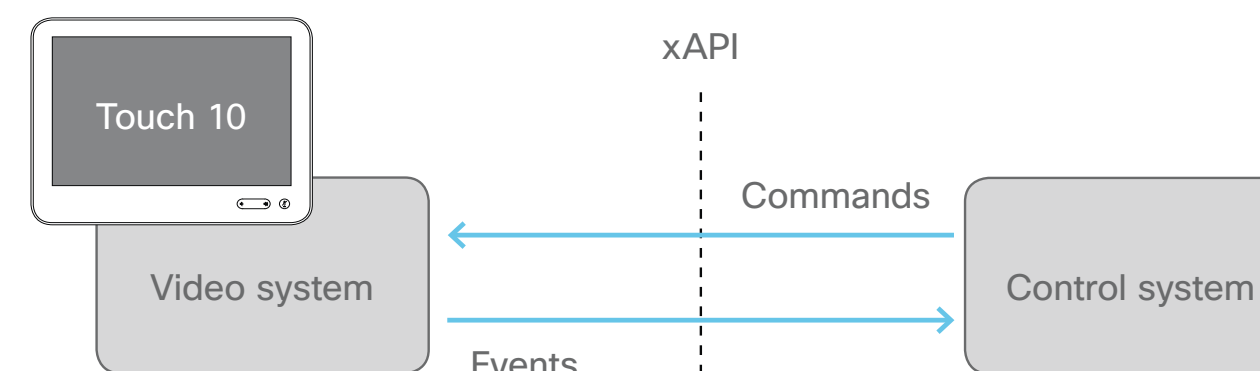 xAPI
Touch 10
Commands
Video system
Control system
Events